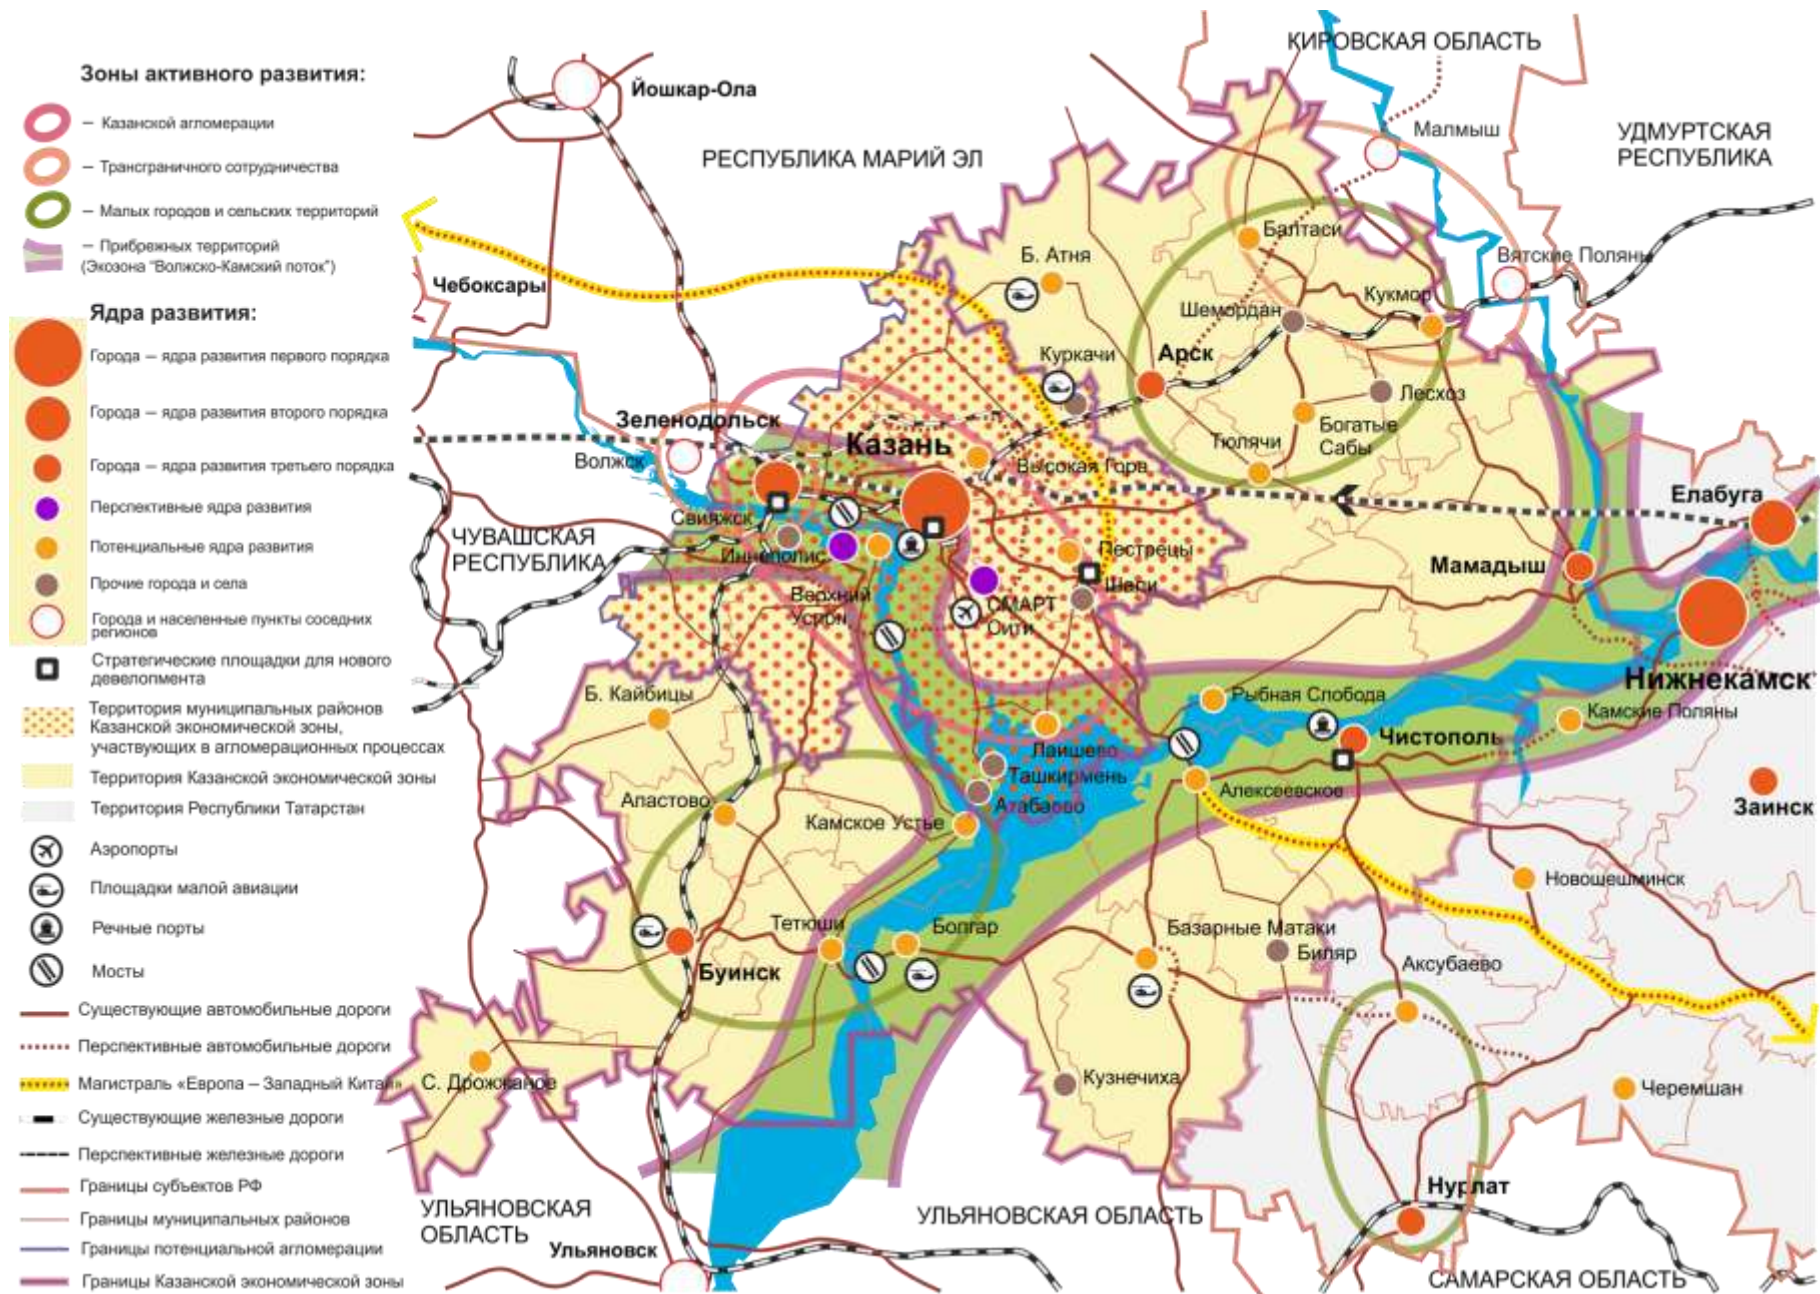 Зоны активного развития:
— Казанской агломерации
— Трансграничного сотрудничества
— Малых городов и сельских территорий
— Прибрежных территорий
(Экозона "Волжско-Камский поток")
Ядра развития:
Города — ядра развития первого порядка
Города — ядра развития второго порядка
Города — ядра развития третьего порядка
Перспективные ядра развития
Потенциальные ядра развития
Прочие города и села
Города и населенные пункты соседних
регионов
Стратегические площадки для нового
девелопмента
Территория муниципальных районов
Казанской экономической зоны,
участвующих в агломерационных процессах
Территория Казанской экономической зоны
Территория Республики Татарстан
Аэропорты
Площадки малой авиации
Речные порты
Мосты
Существующие автомобильные дороги
Перспективные автомобильные дороги
Магистраль «Европа – Западный Китай»
Существующие железные дороги
Перспективные железные дороги
Границы субъектов РФ
Границы муниципальных районов
Границы потенциальной агломерации
Границы Казанской экономической зоны
КИРОВСКАЯ ОБЛАСТЬ
Йошкар-Ола
Малмыш
УДМУРТСКАЯ
РЕСПУБЛИКА
РЕСПУБЛИКА МАРИЙ ЭЛ
Балтаси
Б. Атня
Вятские Поляны
Чебоксары
Кукмор
Шемордан
Куркачи
Арск
Лесхоз
Зеленодольск
Богатые
Сабы
Казань
Тюлячи
Волжск
Высокая Гора
Елабуга
Свияжск
ЧУВАШСКАЯ
РЕСПУБЛИКА
Иннополис
Пестрецы
Мамадыш
Шали
Верхний
Услон
СМАРТ
Сити
Нижнекамск
Б. Кайбицы
Рыбная Слобода
Камские Поляны
Чистополь
Лаишево
Ташкирмень
Алексеевское
Атабаево
Апастово
Заинск
Камское Устье
Новошешминск
Тетюши
Болгар
Базарные Матаки
Биляр
Аксубаево
Буинск
С. Дрожжаное
Кузнечиха
Черемшан
Нурлат
УЛЬЯНОВСКАЯ
ОБЛАСТЬ
УЛЬЯНОВСКАЯ ОБЛАСТЬ
Ульяновск
САМАРСКАЯ ОБЛАСТЬ